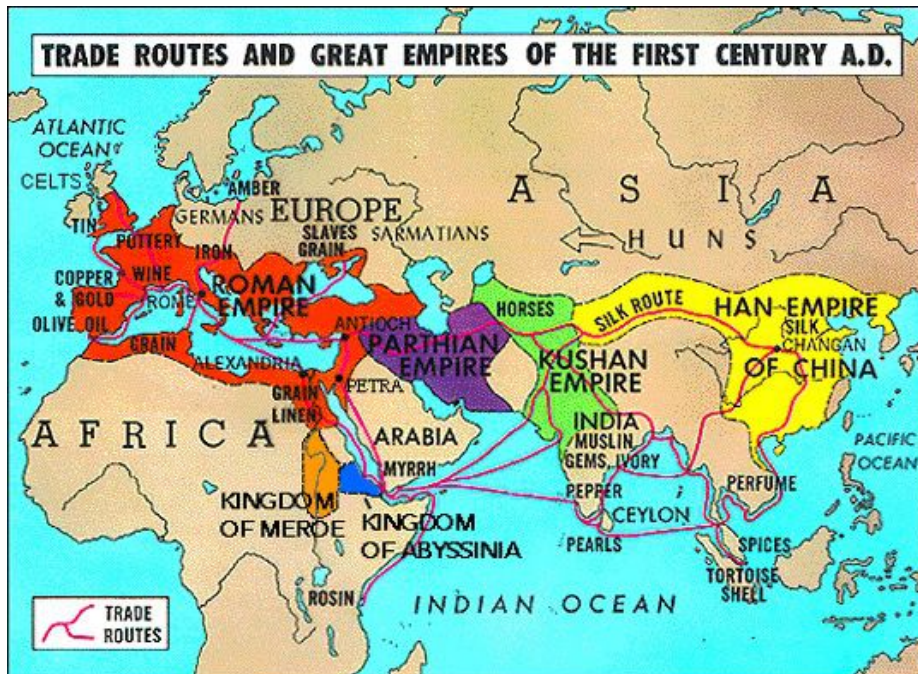 TRADE ROUTES AND GREAT EMPIRES OF THE FIRST CENTURY A.D.
ATLANTIC
OCEAN
CELTS
TIN
AMBER
GERMANS
EUROPE
SLAVES
GRAIN
SARMATIANS
ASIA
HUNS
POTTERY
IRON
WINE
COPPER
& GOLD
OLIVE OIL
ROME
ROMAN
EMPIRE
GRAIN
ANTIOCH
ALEXANDRIA
PETRA
GRAIN
LINEN
PARTHIAN
EMPIRE
HORSES
SILK ROUTE
KUSHAN
EMPIRE
HAN EMPIRE
SILK
CHANGAN
OF CHINA
AFRICA
ARABIA
MYRRH
INDIA
MUSLIN
GEMS, IVORY
PEPPER
CEYLON
PEARLS
PERFUME
PACIFIC
OCEAN
KINGDOM
OF MEROE
KINGDOM
OF ABYSSINIA
SPICES
TORTOISE
SHELL
ROSIN
INDIAN OCEAN
TRADE
ROUTES